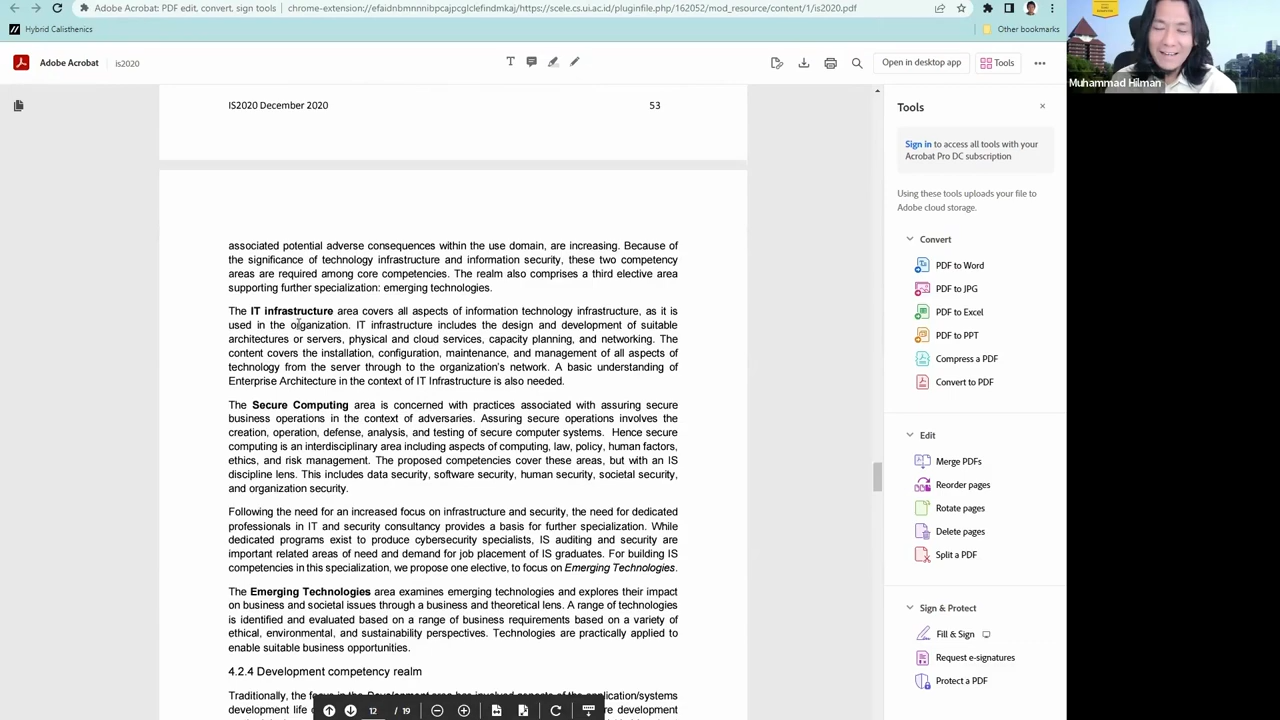 Adobe Acrobat: PDF edit, convert, sign tools | chrome-extension://efaidnbmnnnibpcajpcglclefindmkaj/https://scele.cs.ui.ac.id/pluginfile.php/162052/mod_resource/content/1/is2020.pdf
Hybrid Calisthenics
Other bookmarks
Muhammad Hilman
Adobe Acrobat
is2020
Open in desktop app
Tools
IS2020 December 2020 53
associated potential adverse consequences within the use domain, are increasing. Because of
the significance of technology infrastructure and information security, these two competency
areas are required among core competencies. The realm also comprises a third elective area
supporting further specialization: emerging technologies.
The IT infrastructure area covers all aspects of information technology infrastructure, as it is
used in the organization. IT infrastructure includes the design and development of suitable
architectures or servers, physical and cloud services, capacity planning, and networking. The
content covers the installation, configuration, maintenance, and management of all aspects of
technology from the server through to the organization's network. A basic understanding of
Enterprise Architecture in the context of IT Infrastructure is also needed.
The Secure Computing area is concerned with practices associated with assuring secure
business operations in the context of adversaries. Assuring secure operations involves the
creation, operation, defense, analysis, and testing of secure computer systems. Hence secure
computing is an interdisciplinary area including aspects of computing, law, policy, human factors,
ethics, and risk management. The proposed competencies cover these areas, but with an IS
discipline lens. This includes data security, software security, human security, societal security,
and organization security.
Following the need for an increased focus on infrastructure and security, the need for dedicated
professionals in IT and security consultancy provides a basis for further specialization. While
dedicated programs exist to produce cybersecurity specialists, IS auditing and security are
important related areas of need and demand for job placement of IS graduates. For building IS
competencies in this specialization, we propose one elective, to focus on Emerging Technologies.
The Emerging Technologies area examines emerging technologies and explores their impact
on business and societal issues through a business and theoretical lens. A range of technologies
is identified and evaluated based on a range of business requirements based on a variety of
ethical, environmental, and sustainability perspectives. Technologies are practically applied to
enable suitable business opportunities.
4.2.4 Development competency realm
Traditionally, the focus in the Development area has involved aspects of the application/systems
development life
re development
12 / 19
Tools
Sign in to access all tools with your
Acrobat Pro DC subscription
Using these tools uploads your file to
Adobe cloud storage.
Convert
PDF to Word
PDF to JPG
PDF to Excel
PDF to PPT
Compress a PDF
Convert to PDF
Edit
Merge PDFs
Reorder pages
Rotate pages
Delete pages
Split a PDF
Sign & Protect
Fill & Sign
Request e-signatures
Protect a PDF